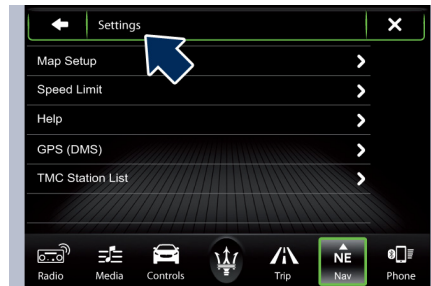 Settings
Map Setup
Speed Limit
Help
GPS (DMS)
TMC Station List
NE
Radio Media Controls Trip Nav Phone